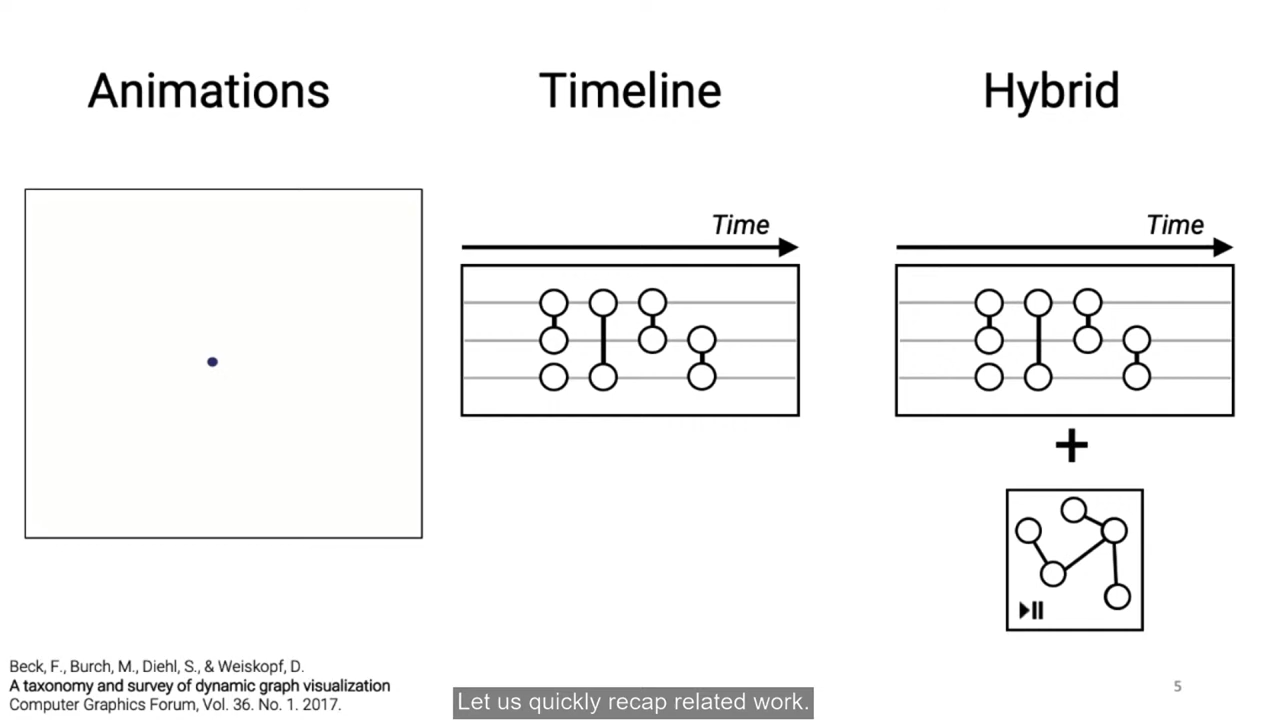 Animations
Timeline
Hybrid
Time
Time
Beck, F., Burch, M., Diehl, S., & Weiskopf, D.
A taxonomy and survey of dynamic graph visualization
Computer Graphics Forum, Vol. 36. No. 1. 2017.
Let us quickly recap related work.
5